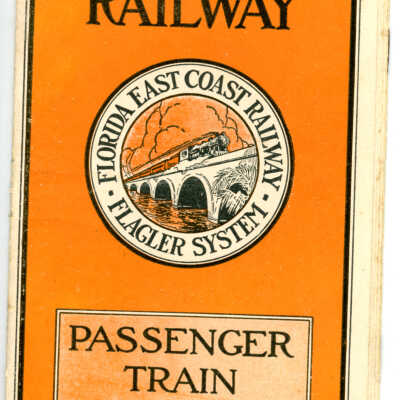 RAILWAY
FLORIDA EAST COAST RAILWAY
· FLAGLER SYSTEM ·
PASSENGER
TRAIN